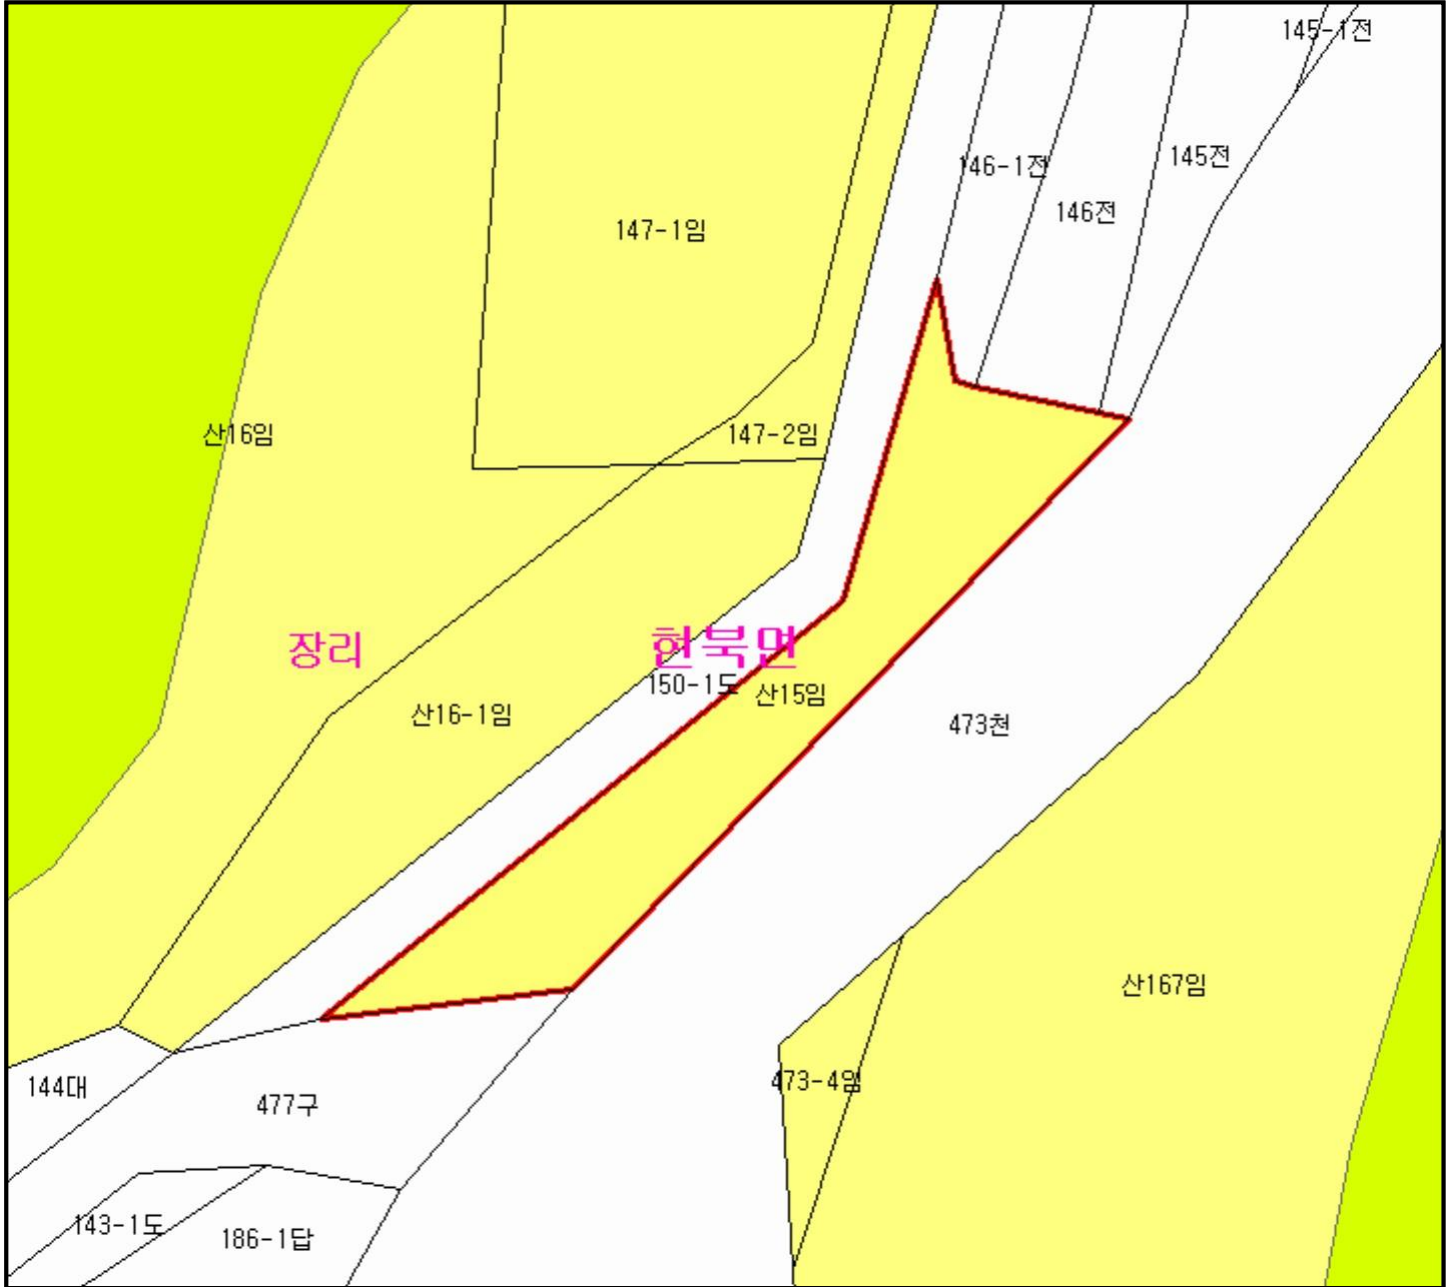 145-1전
145전
146-1전
146전
147-1임
산16임
147-2임
장리
현북면
150-1도
산15임
산16-1임
473천
산167임
473-4임
144대
477구
143-1도
186-1답